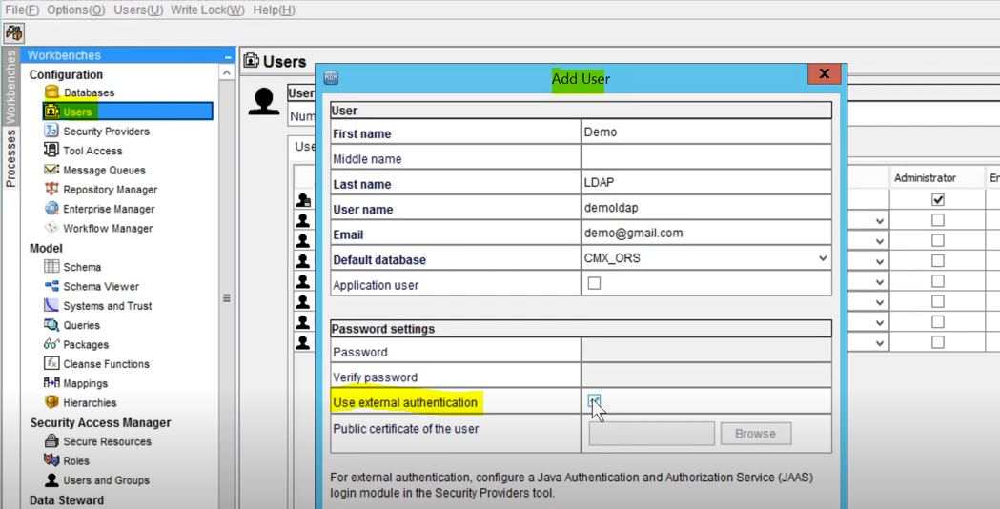 File(F) Options(O) Users(U) Write Lock(W) Help(H)
Workbenches
Processes
Workbenches
Configuration
Databases
Users
Security Providers
Tool Access
Message Queues
Repository Manager
Enterprise Manager
Workflow Manager
Model
Schema
Schema Viewer
Systems and Trust
Queries
Packages
Cleanse Functions
Mappings
Hierarchies
Security Access Manager
Secure Resources
Roles
Users and Groups
Data Steward
Users
User
Num
Use
Administrator
En
Add User
X
User
First name Demo
Middle name
Last name LDAP
User name demoldap
Email demo@gmail.com
Default database CMX_ORS
Application user
Password settings
Password
Verify password
Use external authentication
Public certificate of the user Browse
For external authentication, configure a Java Authentication and Authorization Service (JAAS)
login module in the Security Providers tool.